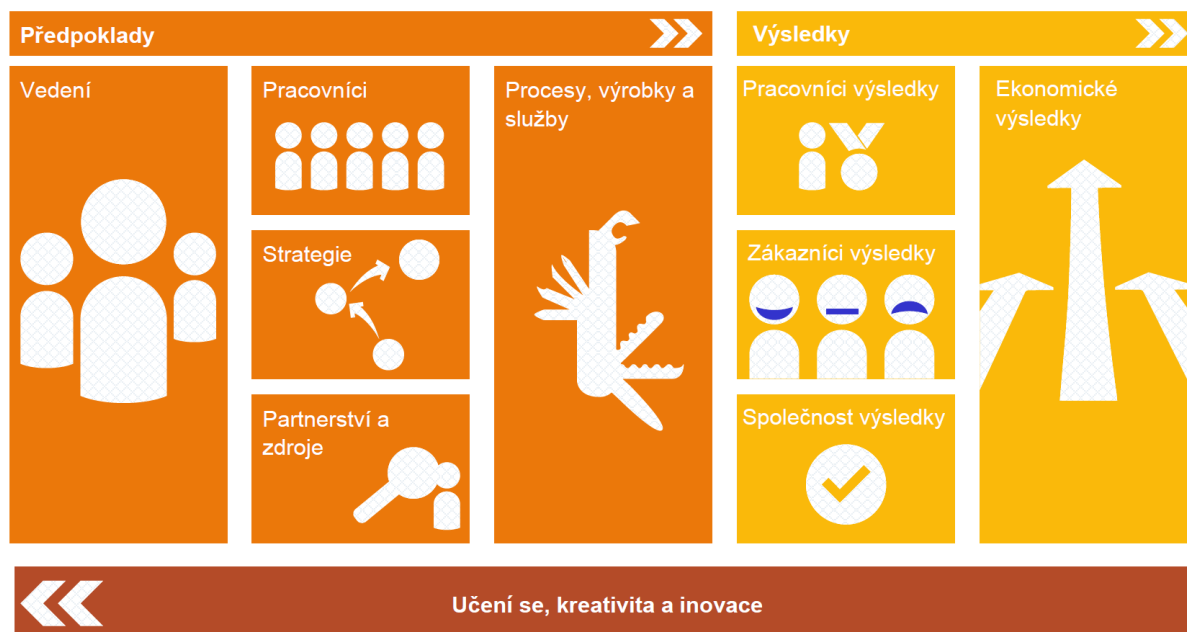 Předpoklady
Výsledky
Vedení
Pracovníci
Strategie
Partnerství a
zdroje
Procesy, výrobky a
služby
Pracovníci výsledky
Zákazníci výsledky
Společnost výsledky
Ekonomické
výsledky
Učení se, kreativita a inovace